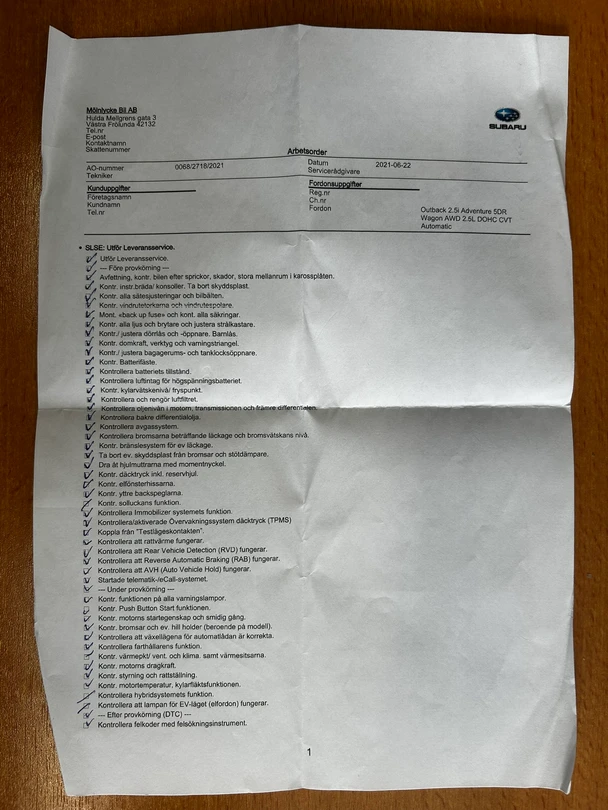 Mölnlycke Bil AB
Hulda Mellgrens gata 3
Västra Frölunda 42132
Tel.nr
E-post
Kontaktnamn
Skattenummer
SUBARU
Arbetsorder
AO-nummer 0068/2718/2021 Datum 2021-06-22
Tekniker Servicerådgivare
Kunduppgifter Fordonsuppgifter
Företagsnamn Reg.nr
Kundnamn Ch.nr
Tel.nr Fordon Outback 2.5i Adventure 5DR
Wagon AWD 2.5L DOHC CVT
Automatic
• SLSE: Utför Leveransservice.
Utför Leveransservice.
--- Före provkörning ---
Avfettning, kontr. bilen efter sprickor, skador, stora mellanrum i karossplåten.
Kontr. instr.bräda/ konsoller. Ta bort skyddsplast.
Kontr. alla sätesjusteringar och bilbälten.
Kontr. vindrutetorkarna och vindrutespolare.
Mont. «back up fuse» och kont. alla säkringar.
Kontr. alla ljus och brytare och justera strålkastare.
Kontr./ justera dörrlås och -öppnare. Barnlås.
Kontr. domkraft, verktyg och varningstriangel.
Kontr./ justera bagagerums- och tanklocksöppnare.
Kontr. Batterifäste.
Kontrollera batteriets tillstånd.
Kontrollera luftintag för högspänningsbatteriet.
Kontr. kylarvätskenivå/ fryspunkt.
Kontrollera och rengör luftfiltret.
Kontrollera oljenivån i motorn, transmissionen och främre differentialen.
Kontrollera bakre differentialolja.
Kontrollera avgassystem.
Kontrollera bromsarna beträffande läckage och bromsvätskans nivå.
Kontr. bränslesystem för ev läckage.
Ta bort ev. skyddsplast från bromsar och stötdämpare.
Dra åt hjulmuttrarna med momentnyckel.
Kontr. däcktryck inkl. reservhjul.
Kontr. elfönsterhissarna.
Kontr. yttre backspeglarna.
Kontr. solluckans funktion.
Kontrollera Immobilizer systemets funktion.
Kontrollera/aktiverade Övervakningssystem däcktryck (TPMS)
Koppla från "Testlägeskontakten".
Kontrollera att rattvärme fungerar.
Kontrollera att Rear Vehicle Detection (RVD) fungerar.
Kontrollera att Reverse Automatic Braking (RAB) fungerar.
Kontrollera att AVH (Auto Vehicle Hold) fungerar.
Startade telematik-/eCall-systemet.
--- Under provkörning ---
Kontr. funktionen på alla varningslampor.
Kontr. Push Button Start funktionen.
Kontr. motorns startegenskap och smidig gång.
Kontr. bromsar och ev. hill holder (beroende på modell).
Kontrollera att växellägena för automatlådan är korrekta.
Kontrollera farthållarens funktion.
Kontr. värmepkt/ vent. och klima. samt värmesitsarna.
Kontr. motorns dragkraft.
Kontr. styrning och rattställning.
Kontr. motortemperatur, kylarfläktsfunktionen.
Kontrollera hybridsystemets funktion.
Kontrollera att lampan för EV-läget (elfordon) fungerar.
--- Efter provkörning (DTC) ---
Kontrollera felkoder med felsökningsinstrument.
1